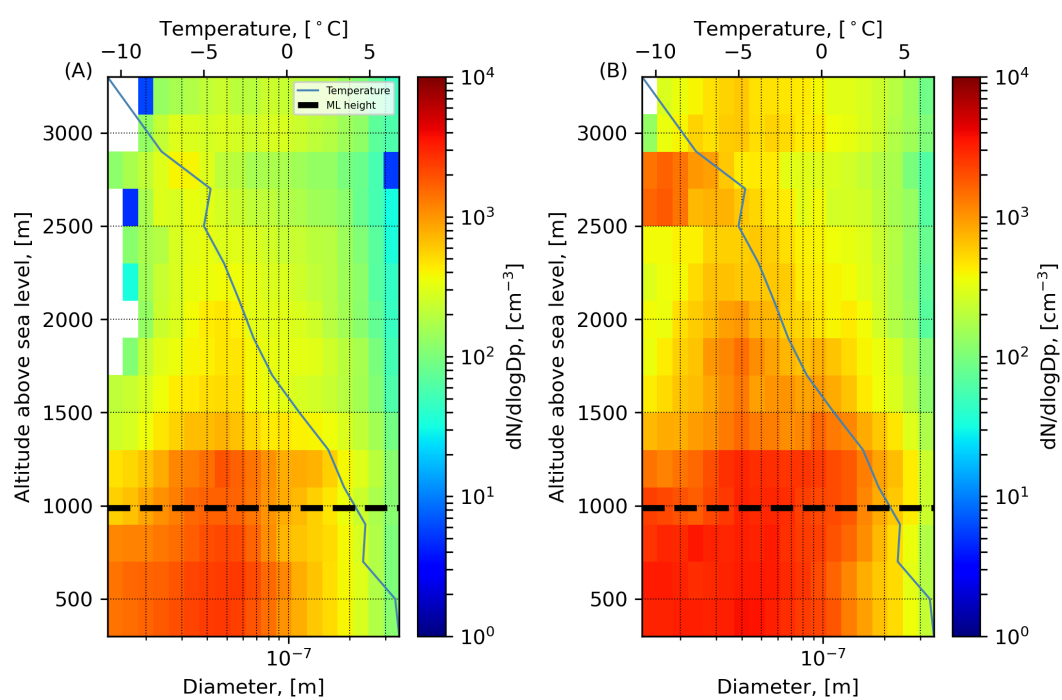 Temperature, [°C]
−10 −5 0 5
(A)
Temperature
ML height
Altitude above sea level, [m]
3000
2500
2000
1500
1000
500
10⁻⁷
Diameter, [m]
10⁴
10³
10²
10¹
10⁰
dN/dlogDp, [cm⁻³]
Temperature, [°C]
−10 −5 0 5
(B)
Altitude above sea level, [m]
3000
2500
2000
1500
1000
500
10⁻⁷
Diameter, [m]
10⁴
10³
10²
10¹
10⁰
dN/dlogDp, [cm⁻³]